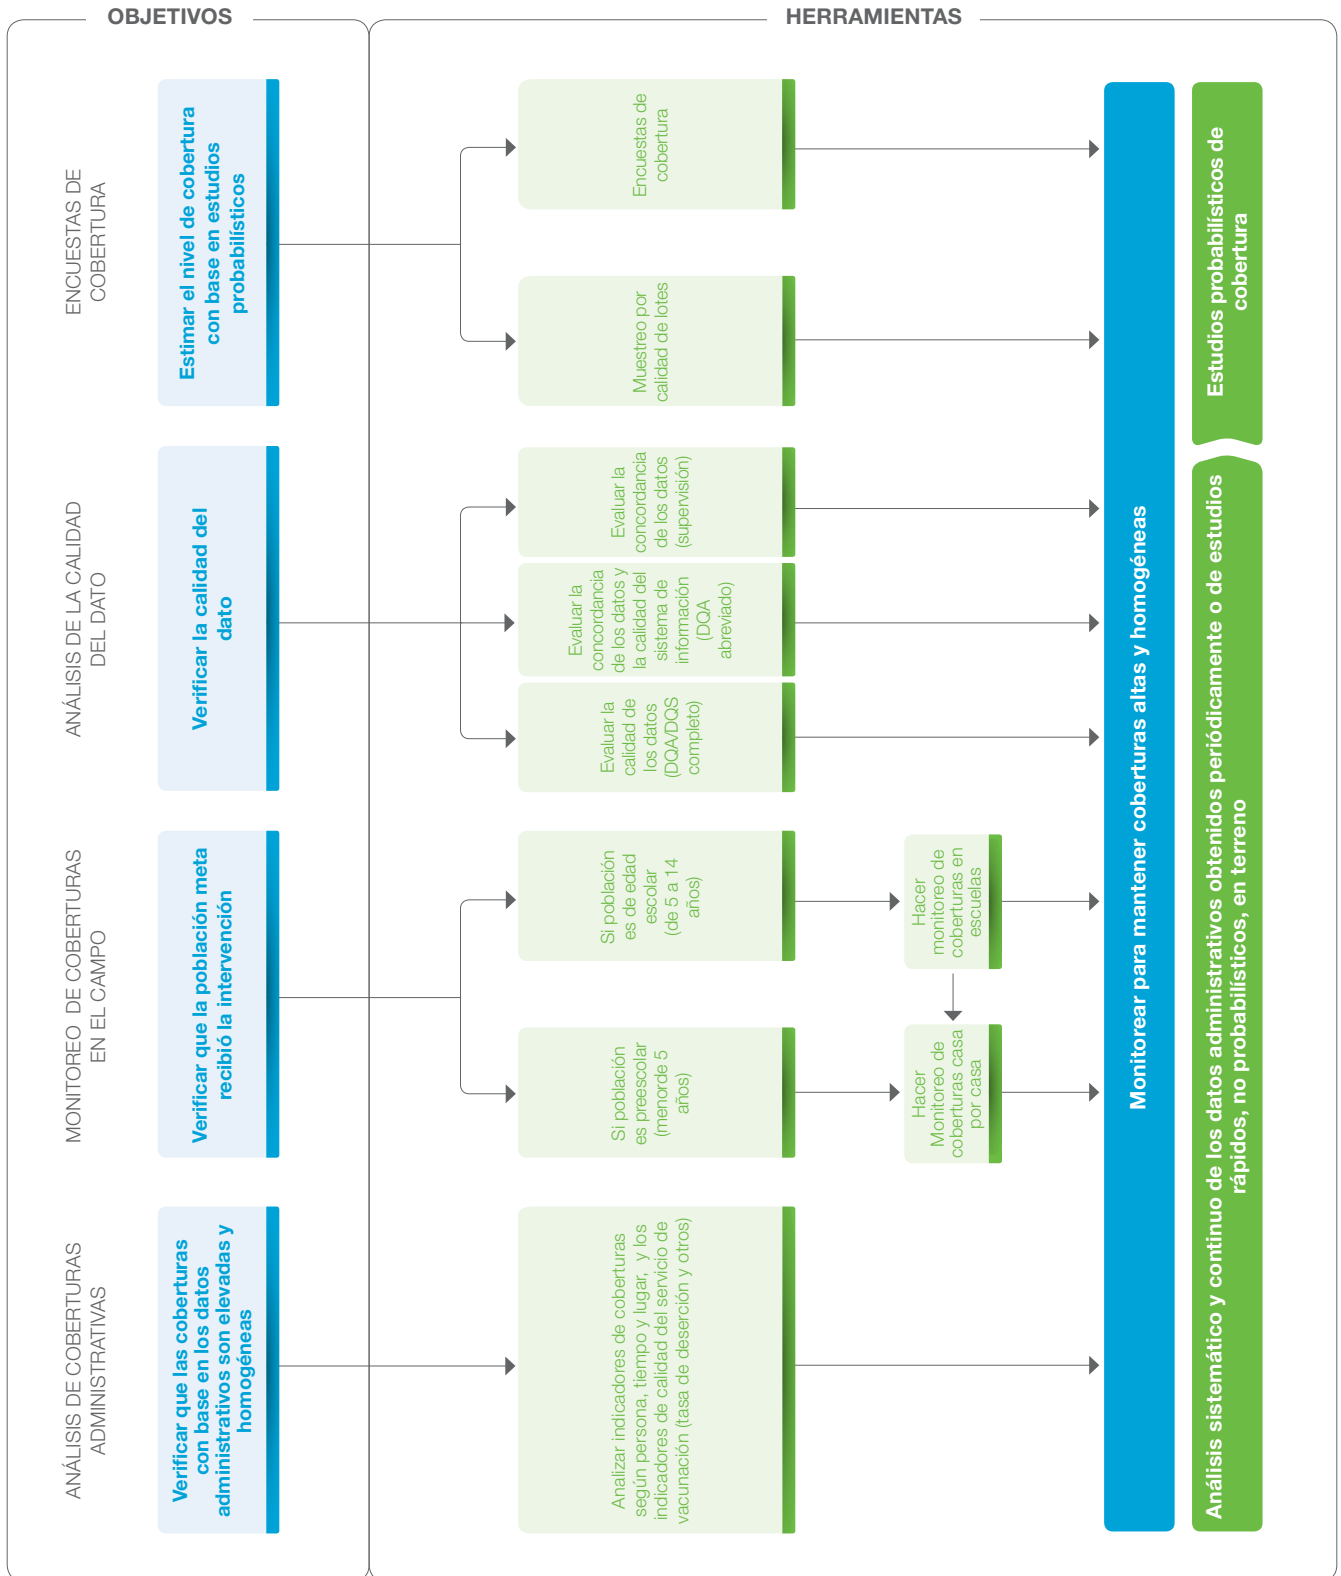 OBJETIVOS
HERRAMIENTAS
ANÁLISIS DE COBERTURAS
ADMINISTRATIVAS
Verificar que las coberturas
con base en los datos
administrativos son elevadas y
homogéneas
Analizar indicadores de coberturas
según persona, tiempo y lugar, y los
indicadores de calidad del servicio de
vacunación (tasa de deserción y otros)
MONITOREO DE COBERTURAS
EN EL CAMPO
Verificar que la población meta
recibió la intervención
Si población
es preescolar
(menorde 5
años)
Si población
es de edad
escolar
(de 5 a 14
años)
Hacer
Monitoreo de
coberturas casa
por casa
Hacer
monitoreo de
coberturas en
escuelas
ANÁLISIS DE LA CALIDAD
DEL DATO
Verificar la calidad del
dato
Evaluar la
calidad de
los datos
(DQA/DQS
completo)
Evaluar la
concordancia
de los datos y
la calidad del
sistema de
información
(DQA
abreviado)
Evaluar la
concordancia
de los datos
(supervisión)
ENCUESTAS DE
COBERTURA
Estimar el nivel de cobertura
con base en estudios
probabilísticos
Muestreo por
calidad de lotes
Encuestas de
cobertura
Monitorear para mantener coberturas altas y homogéneas
Análisis sistemático y continuo de los datos administrativos obtenidos periódicamente o de estudios
rápidos, no probabilísticos, en terreno
Estudios probabilísticos de
cobertura